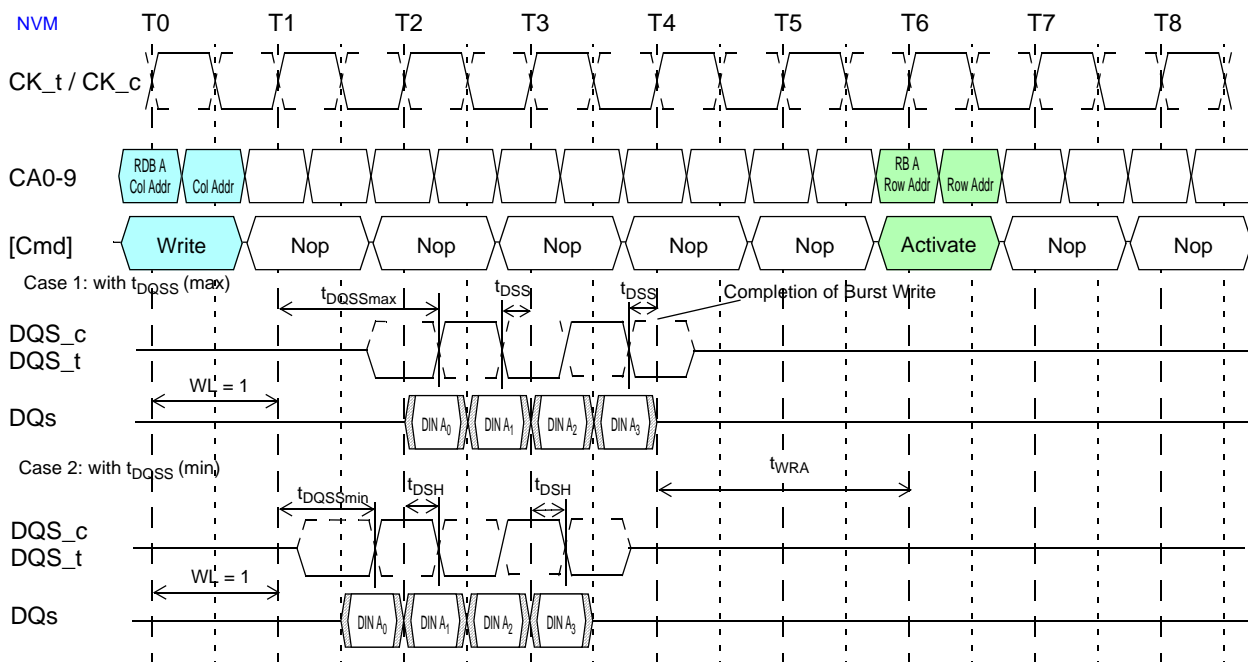 NVM T0 T1 T2 T3 T4 T5 T6 T7 T8
CK_t / CK_c
CA0-9 RDB A Col Addr Col Addr RB A Row Addr Row Addr
[Cmd] Write Nop Nop Nop Nop Nop Activate Nop Nop
Case 1: with tDQSS (max) tDQSSmax tDSS tDSS Completion of Burst Write
DQS_c
DQS_t
WL = 1
DQs DIN A0 DIN A1 DIN A2 DIN A3
Case 2: with tDQSS (min) tDQSSmin tDSH tDSH tWRA
DQS_c
DQS_t
WL = 1
DQs DIN A0 DIN A1 DIN A2 DIN A3